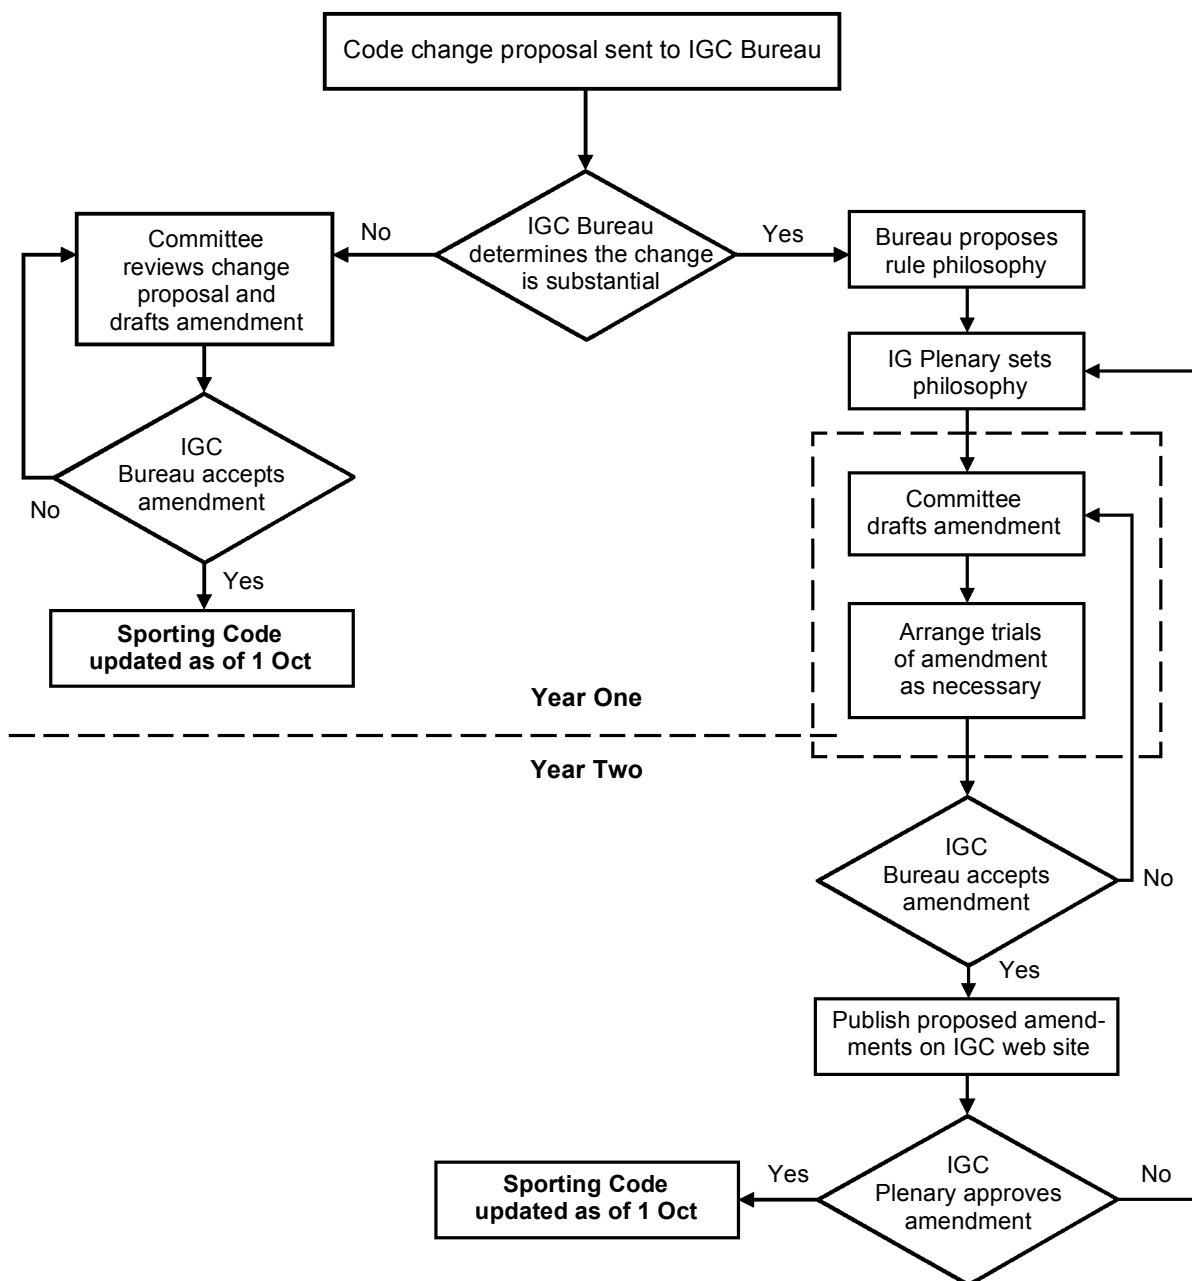 Code change proposal sent to IGC Bureau
IGC Bureau
determines the change
is substantial
No
Yes
Committee
reviews change
proposal and
drafts amendment
Bureau proposes
rule philosophy
IG Plenary sets
philosophy
IGC
Bureau accepts
amendment
No
Yes
Committee
drafts amendment
Sporting Code
updated as of 1 Oct
Arrange trials
of amendment
as necessary
Year One
Year Two
IGC
Bureau accepts
amendment
No
Yes
Publish proposed amend-
ments on IGC web site
IGC
Plenary approves
amendment
Yes
No
Sporting Code
updated as of 1 Oct